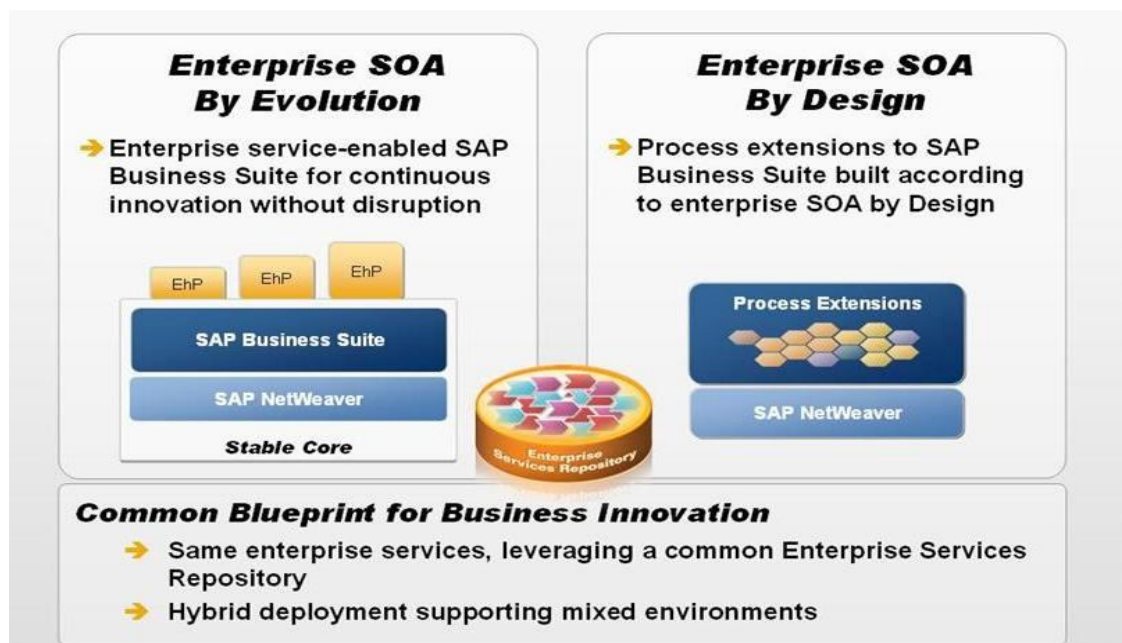 Enterprise SOA
By Evolution
Enterprise service-enabled SAP
Business Suite for continuous
innovation without disruption
EhP
EhP
EhP
SAP Business Suite
SAP NetWeaver
Stable Core
Enterprise SOA
By Design
Process extensions to SAP
Business Suite built according
to enterprise SOA by Design
Process Extensions
SAP NetWeaver
Enterprise
Services Repository
Common Blueprint for Business Innovation
Same enterprise services, leveraging a common Enterprise Services
Repository
Hybrid deployment supporting mixed environments